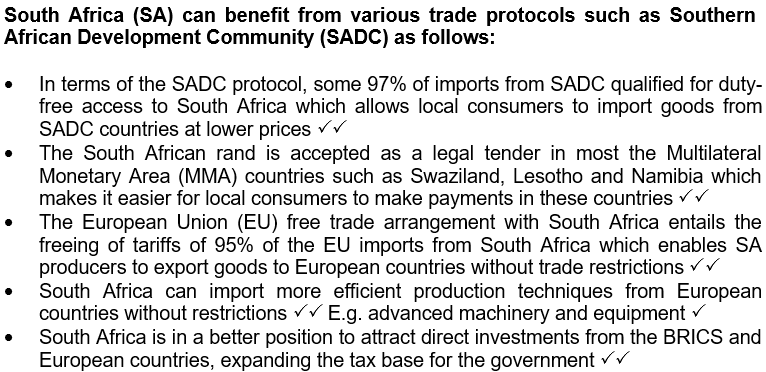 South Africa (SA) can benefit from various trade protocols such as Southern
African Development Community (SADC) as follows:
• In terms of the SADC protocol, some 97% of imports from SADC qualified for duty-
free access to South Africa which allows local consumers to import goods from
SADC countries at lower prices ✓✓
• The South African rand is accepted as a legal tender in most the Multilateral
Monetary Area (MMA) countries such as Swaziland, Lesotho and Namibia which
makes it easier for local consumers to make payments in these countries ✓✓
• The European Union (EU) free trade arrangement with South Africa entails the
freeing of tariffs of 95% of the EU imports from South Africa which enables SA
producers to export goods to European countries without trade restrictions ✓✓
• South Africa can import more efficient production techniques from European
countries without restrictions ✓✓ E.g. advanced machinery and equipment ✓
• South Africa is in a better position to attract direct investments from the BRICS and
European countries, expanding the tax base for the government ✓✓